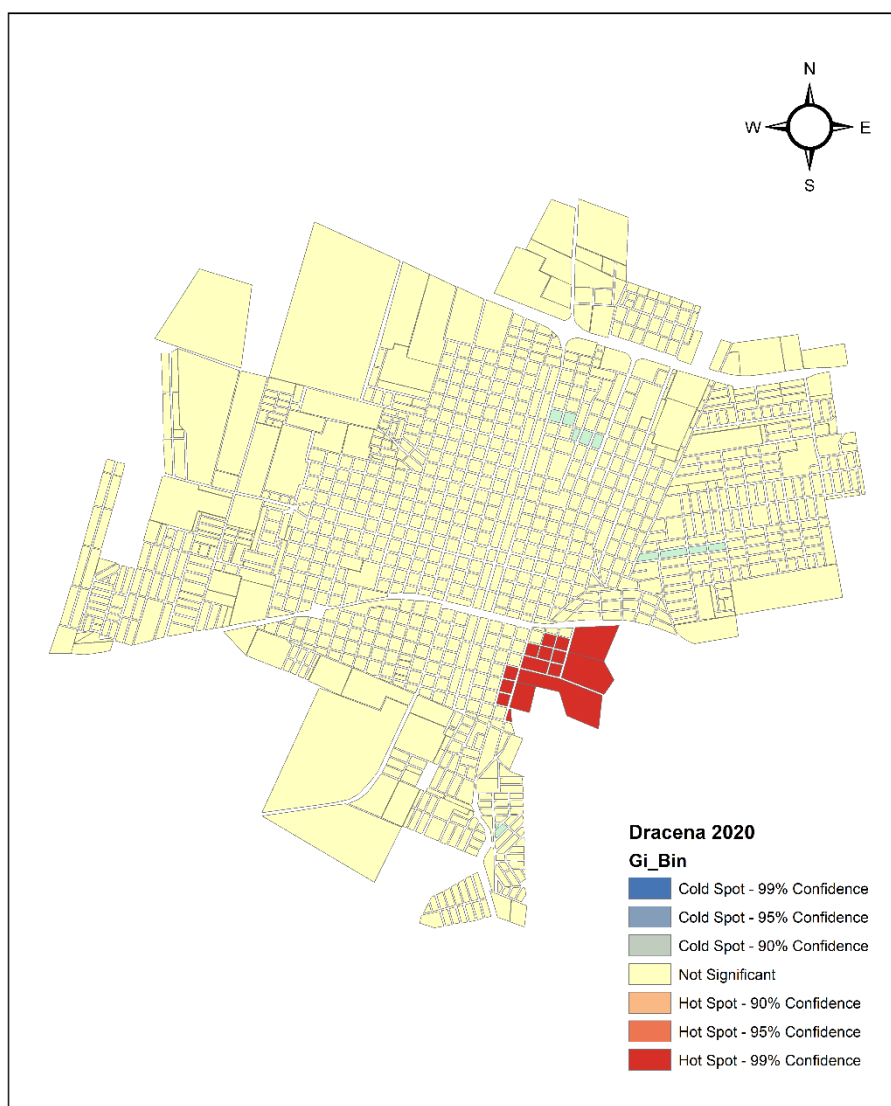 N
W E
S
Dracena 2020
Gi_Bin
Cold Spot - 99% Confidence
Cold Spot - 95% Confidence
Cold Spot - 90% Confidence
Not Significant
Hot Spot - 90% Confidence
Hot Spot - 95% Confidence
Hot Spot - 99% Confidence